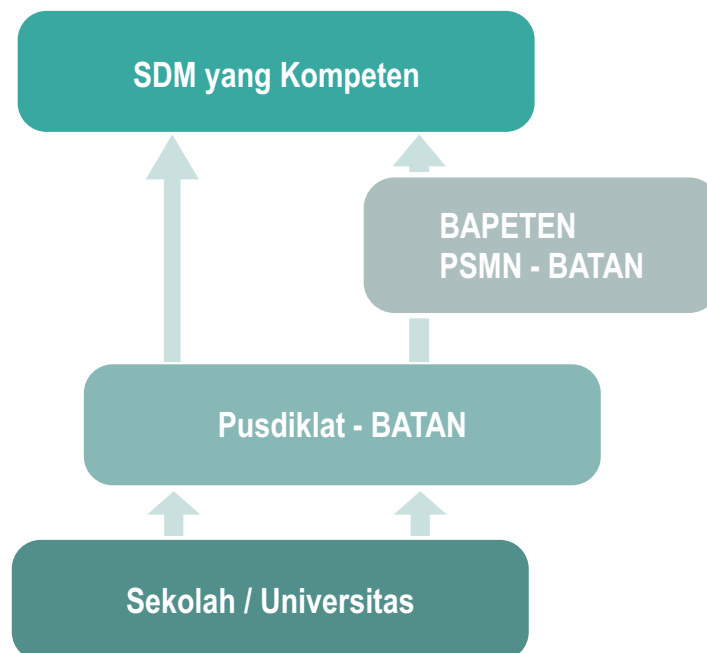 SDM yang Kompeten
BAPETEN
PSMN - BATAN
Pusdiklat - BATAN
Sekolah / Universitas